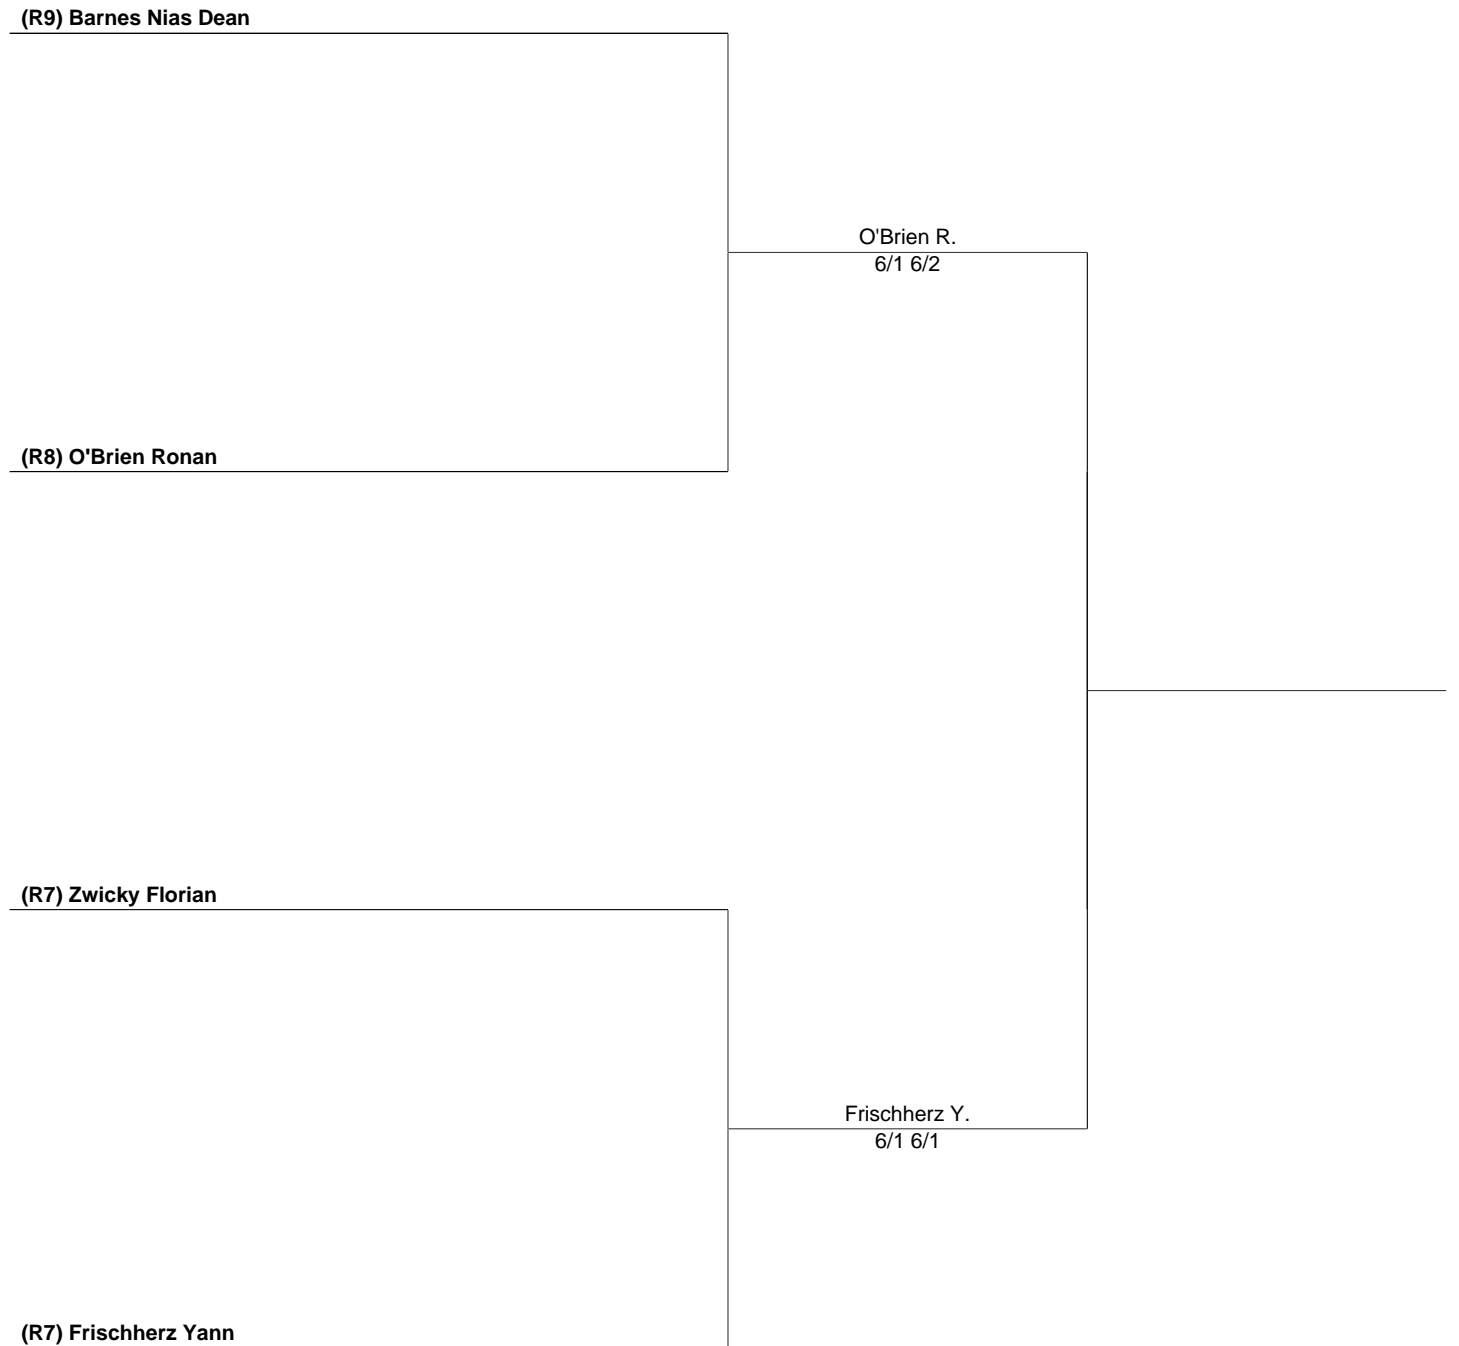 (R9) Barnes Nias Dean
O'Brien R.
6/1 6/2
(R8) O'Brien Ronan
(R7) Zwicky Florian
Frischherz Y.
6/1 6/1
(R7) Frischherz Yann